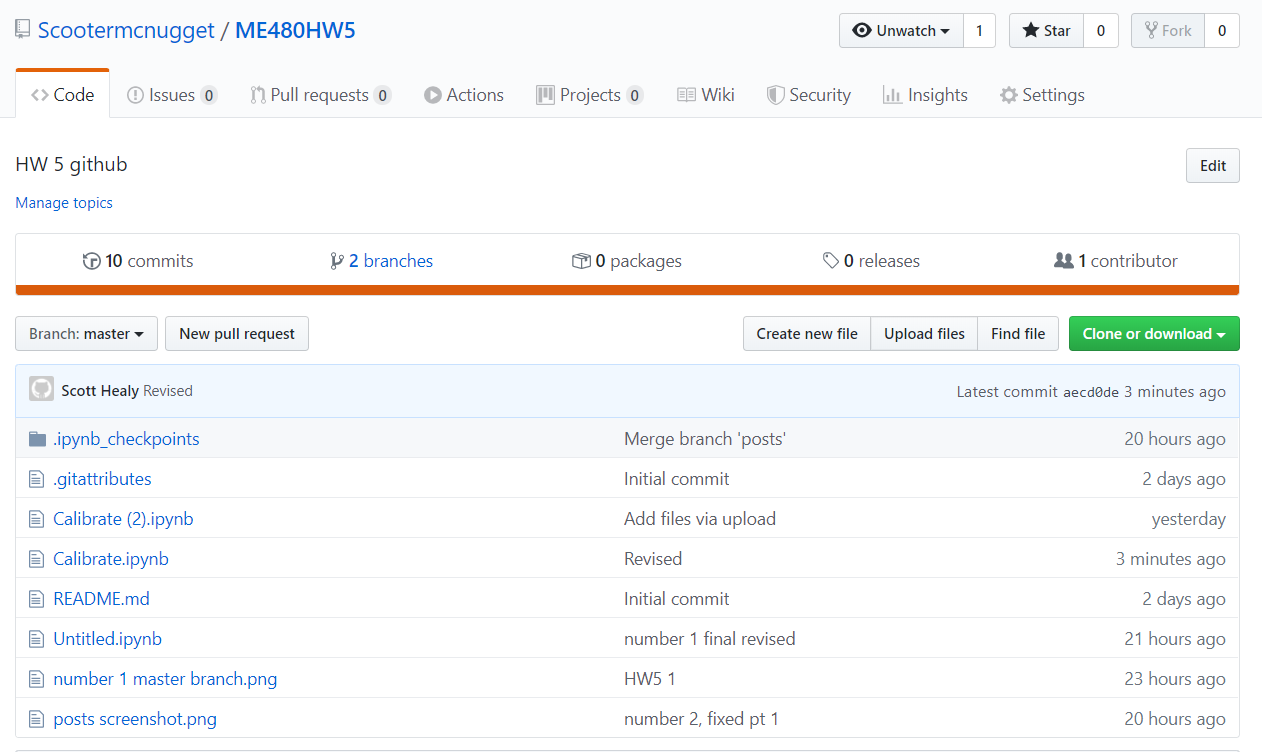 Scootermcnugget / ME480HW5 Unwatch 1 Star 0 Fork 0
Code Issues 0 Pull requests 0 Actions Projects 0 Wiki Security Insights Settings
HW 5 github Edit
Manage topics
10 commits 2 branches 0 packages 0 releases 1 contributor
Branch: master New pull request Create new file Upload files Find file Clone or download
Scott Healy Revised Latest commit aecd0de 3 minutes ago
.ipynb_checkpoints Merge branch 'posts' 20 hours ago
.gitattributes Initial commit 2 days ago
Calibrate (2).ipynb Add files via upload yesterday
Calibrate.ipynb Revised 3 minutes ago
README.md Initial commit 2 days ago
Untitled.ipynb number 1 final revised 21 hours ago
number 1 master branch.png HW5 1 23 hours ago
posts screenshot.png number 2, fixed pt 1 20 hours ago